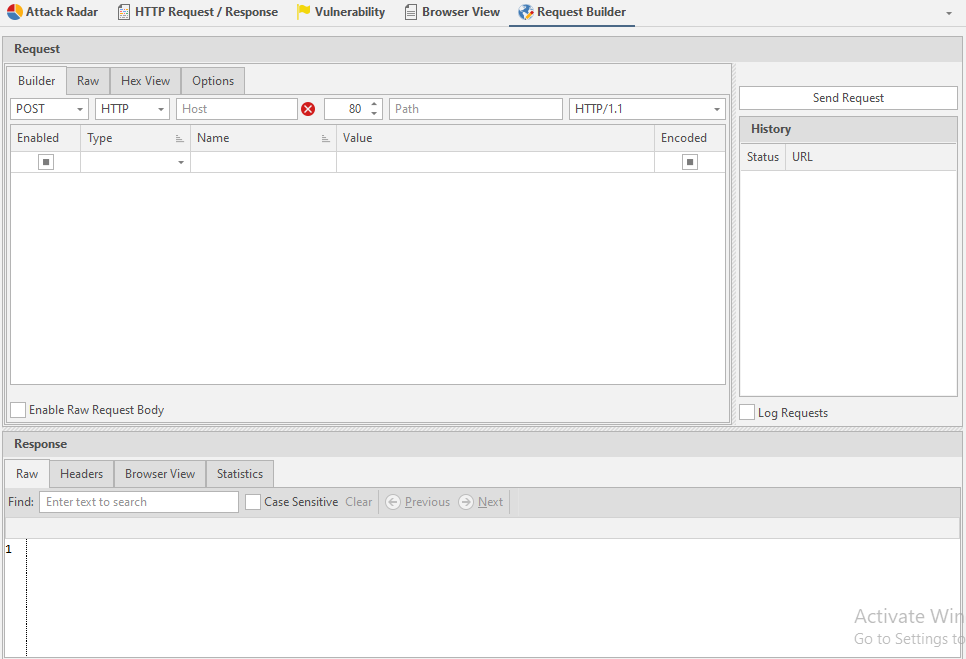 Attack Radar HTTP Request / Response Vulnerability Browser View Request Builder
Request
Builder Raw Hex View Options
POST HTTP Host 80 Path HTTP/1.1
Send Request
Enabled Type Name Value Encoded
History
Status URL
Enable Raw Request Body
Log Requests
Response
Raw Headers Browser View Statistics
Find: Enter text to search Case Sensitive Clear Previous Next
1
Activate Win
Go to Settings to